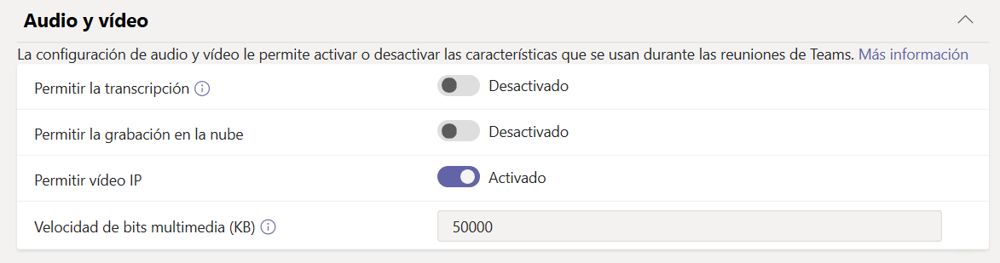 Audio y vídeo
La configuración de audio y vídeo le permite activar o desactivar las características que se usan durante las reuniones de Teams. Más información
Permitir la transcripción Desactivado
Permitir la grabación en la nube Desactivado
Permitir vídeo IP Activado
Velocidad de bits multimedia (KB) 50000